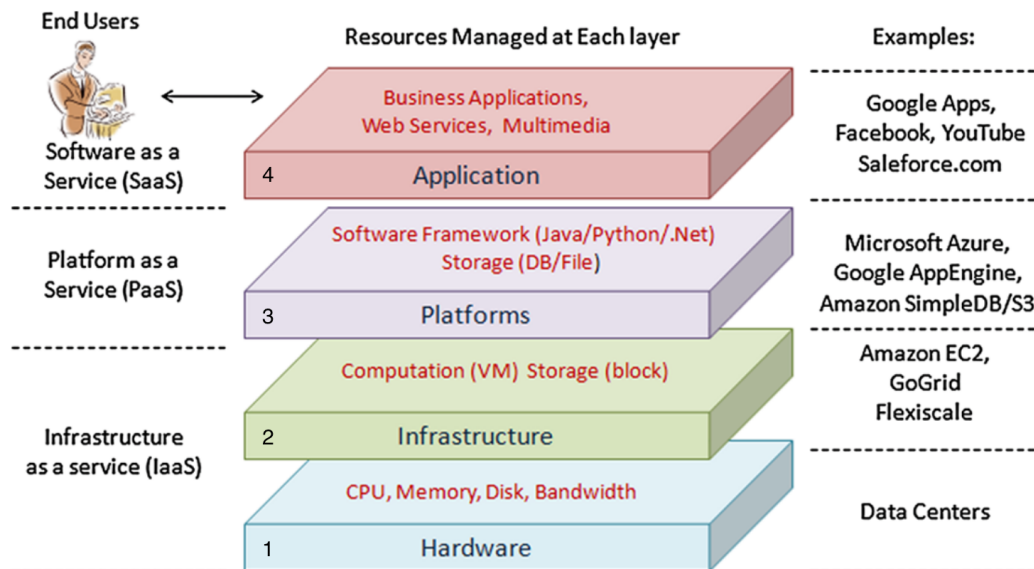 End Users
Resources Managed at Each layer
Examples:
Business Applications,
Web Services, Multimedia
4
Application
Software as a
Service (SaaS)
Google Apps,
Facebook, YouTube
Saleforce.com
Platform as a
Service (PaaS)
Software Framework (Java/Python/.Net)
Storage (DB/File)
3
Platforms
Microsoft Azure,
Google AppEngine,
Amazon SimpleDB/S3
Infrastructure
as a service (IaaS)
Computation (VM) Storage (block)
2
Infrastructure
Amazon EC2,
GoGrid
Flexiscale
CPU, Memory, Disk, Bandwidth
1
Hardware
Data Centers